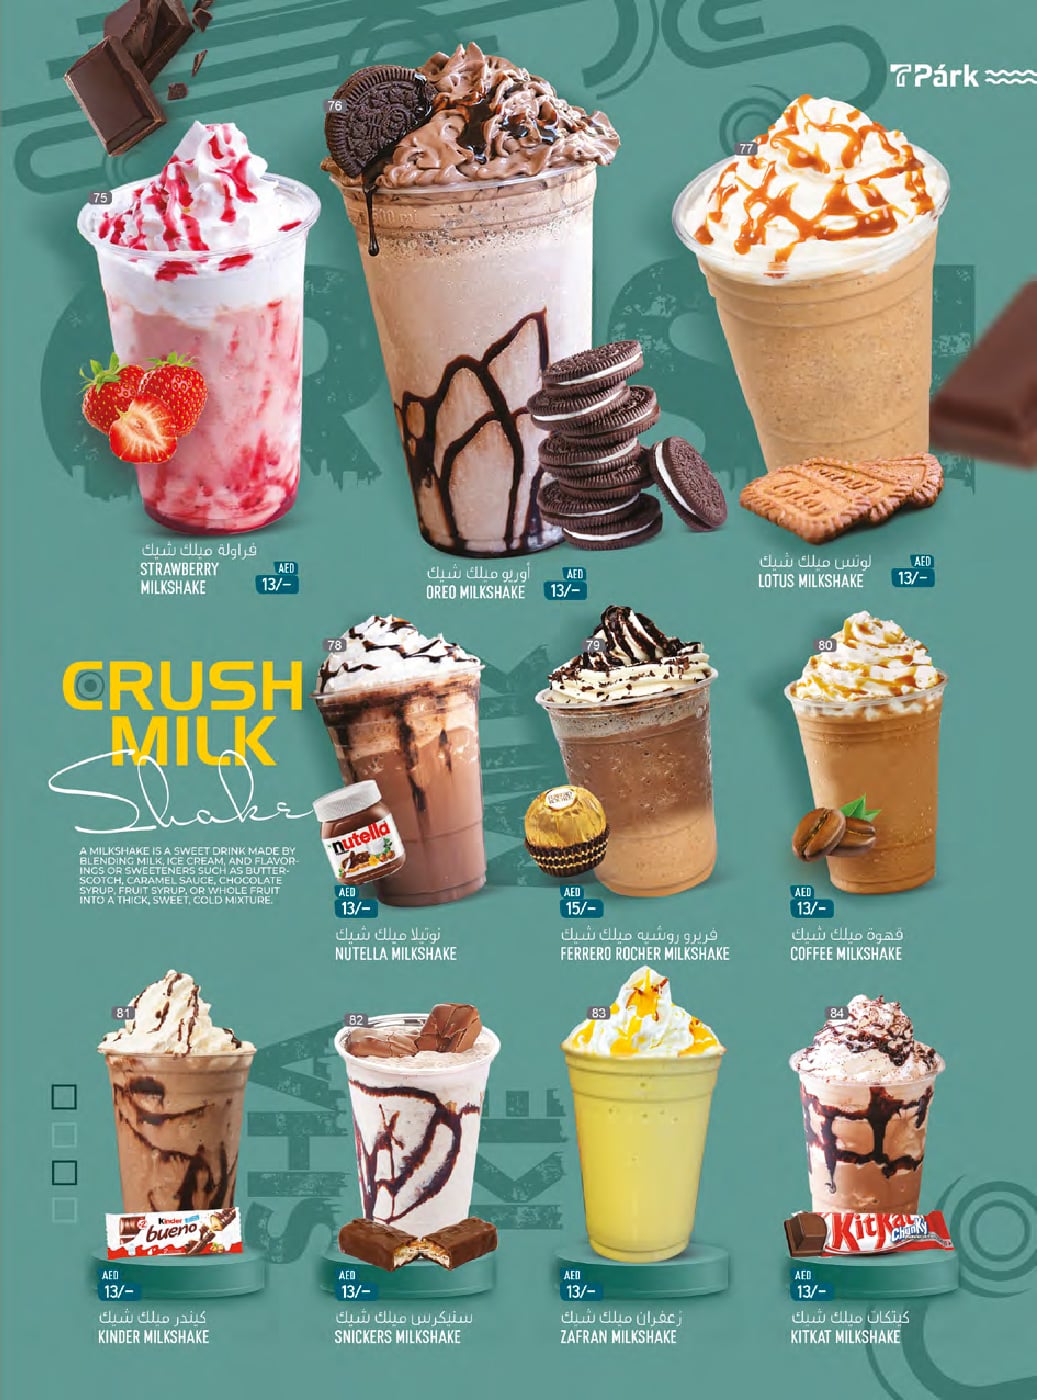 TPárk
76
77
75
500 ml
فراولة ميلك شيك
STRAWBERRY
MILKSHAKE
AED
13/–
أوريو ميلك شيك
OREO MILKSHAKE
AED
13/–
لوتس ميلك شيك
LOTUS MILKSHAKE
AED
13/–
CRUSH
MILK
Shake
A MILKSHAKE IS A SWEET DRINK MADE BY
BLENDING MILK, ICE CREAM, AND FLAVOR-
INGS OR SWEETENERS SUCH AS BUTTER-
SCOTCH, CARAMEL SAUCE, CHOCOLATE
SYRUP, FRUIT SYRUP, OR WHOLE FRUIT
INTO A THICK, SWEET, COLD MIXTURE.
78
nutella
AED
13/–
نوتيلا ميلك شيك
NUTELLA MILKSHAKE
79
AED
15/–
فريرو روشيه ميلك شيك
FERRERO ROCHER MILKSHAKE
80
AED
13/–
قهوة ميلك شيك
COFFEE MILKSHAKE
SHA
KE
81
Kinder
bueno
AED
13/–
كيندر ميلك شيك
KINDER MILKSHAKE
82
AED
13/–
سنيكرس ميلك شيك
SNICKERS MILKSHAKE
83
AED
13/–
زعفران ميلك شيك
ZAFRAN MILKSHAKE
84
KitKat
Chunky
AED
13/–
كيتكات ميلك شيك
KITKAT MILKSHAKE